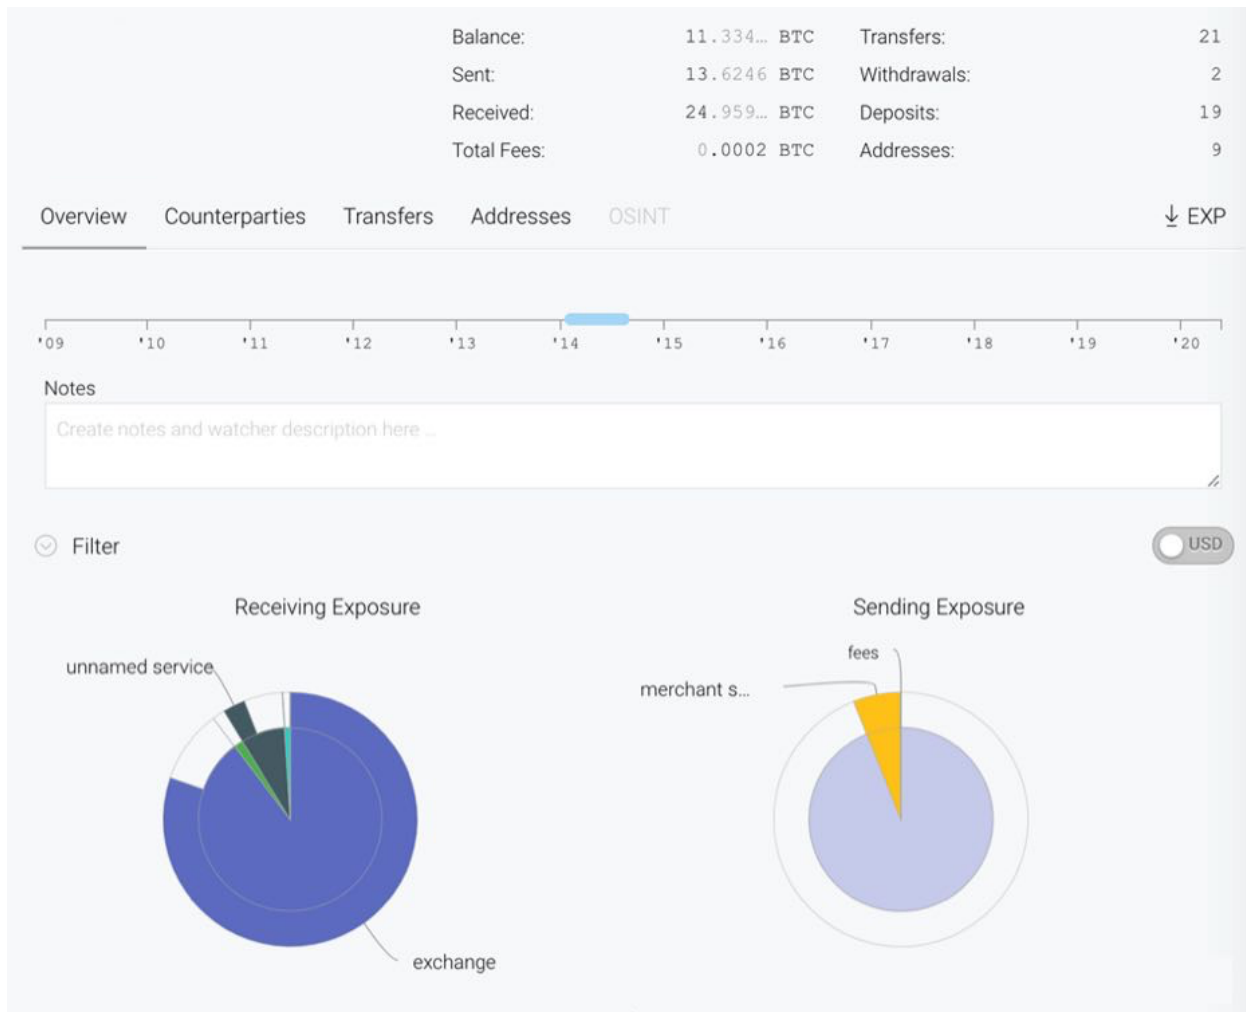 Balance: 11.334… BTC Transfers: 21
Sent: 13.6246 BTC Withdrawals: 2
Received: 24.959… BTC Deposits: 19
Total Fees: 0.0002 BTC Addresses: 9
Overview Counterparties Transfers Addresses OSINT EXP
'09 '10 '11 '12 '13 '14 '15 '16 '17 '18 '19 '20
Notes
Create notes and watcher description here ...
Filter USD
Receiving Exposure Sending Exposure
unnamed service fees
merchant s...
exchange